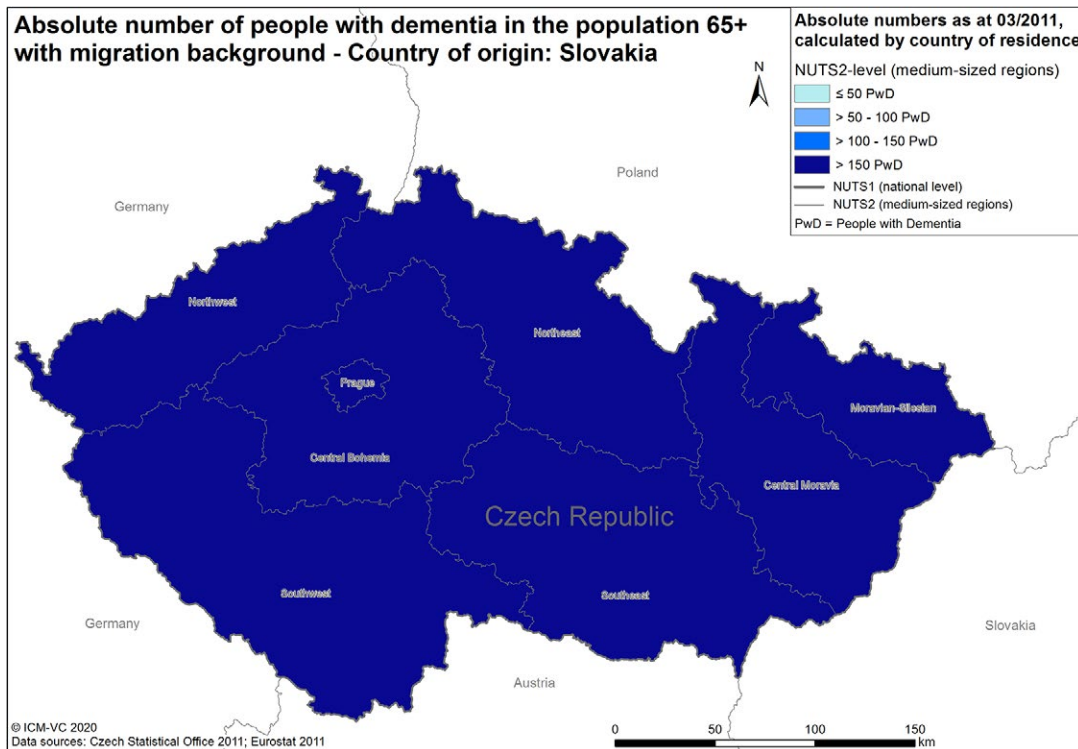 Absolute number of people with dementia in the population 65+
with migration background - Country of origin: Slovakia
Absolute numbers as at 03/2011,
calculated by country of residence
NUTS2-level (medium-sized regions)
≤ 50 PwD
> 50 - 100 PwD
> 100 - 150 PwD
> 150 PwD
NUTS1 (national level)
NUTS2 (medium-sized regions)
PwD = People with Dementia
N
Poland
Germany
Northwest
Northeast
Prague
Moravian-Silesian
Central Bohemia
Central Moravia
Czech Republic
Southwest
Southeast
Germany
Slovakia
Austria
© ICM-VC 2020
Data sources: Czech Statistical Office 2011; Eurostat 2011
0 50 100 150
km